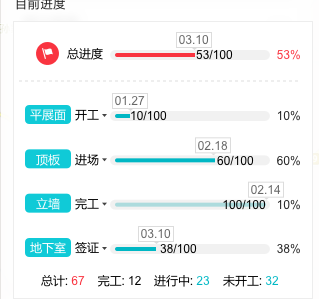 目前进度
03.10
总进度 53/100 53%
01.27
平展面 开工 10/100 10%
02.18
顶板 进场 60/100 60%
02.14
立墙 完工 100/100 10%
03.10
地下室 签证 38/100 38%
总计: 67 完工: 12 进行中: 23 未开工: 32